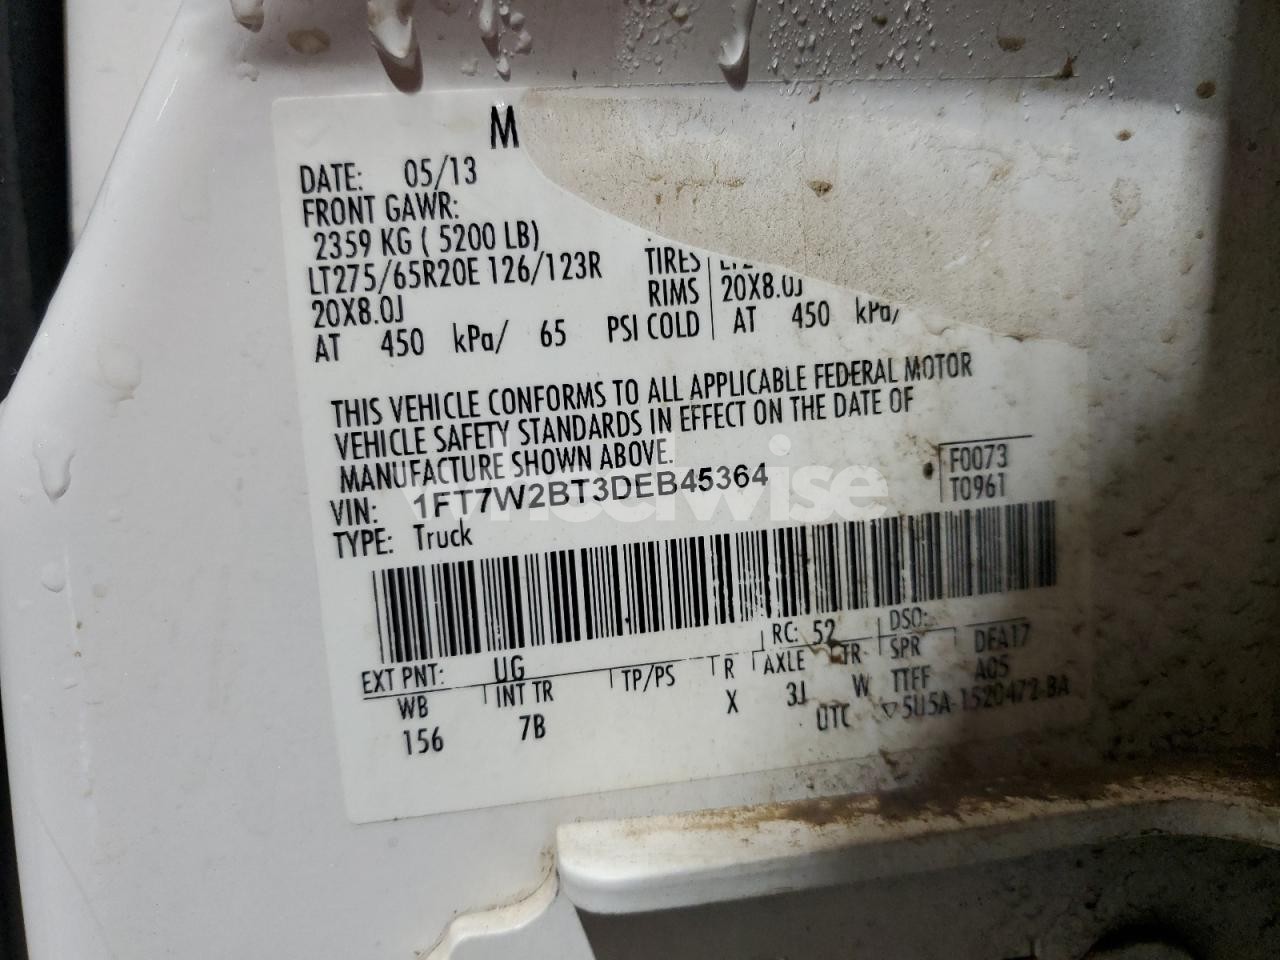 M
DATE: 05/13
FRONT GAWR:
2359 KG ( 5200 LB)
LT275/65R20E 126/123R TIRES
20X8.0J RIMS 20X8.0J
AT 450 kPa/ 65 PSI COLD AT 450 kPa/
THIS VEHICLE CONFORMS TO ALL APPLICABLE FEDERAL MOTOR
VEHICLE SAFETY STANDARDS IN EFFECT ON THE DATE OF
MANUFACTURE SHOWN ABOVE.
wheelwise
F0073
VIN: 1FT7W2BT3DEB45364 T0961
TYPE: Truck
RC: 52 DSO:
EXT PNT: UG
WB INT TR TP/PS R AXLE TR SPR DEA17
156 7B X 3J W TTFF A05
UTC ▽5U5A-1520472-BA